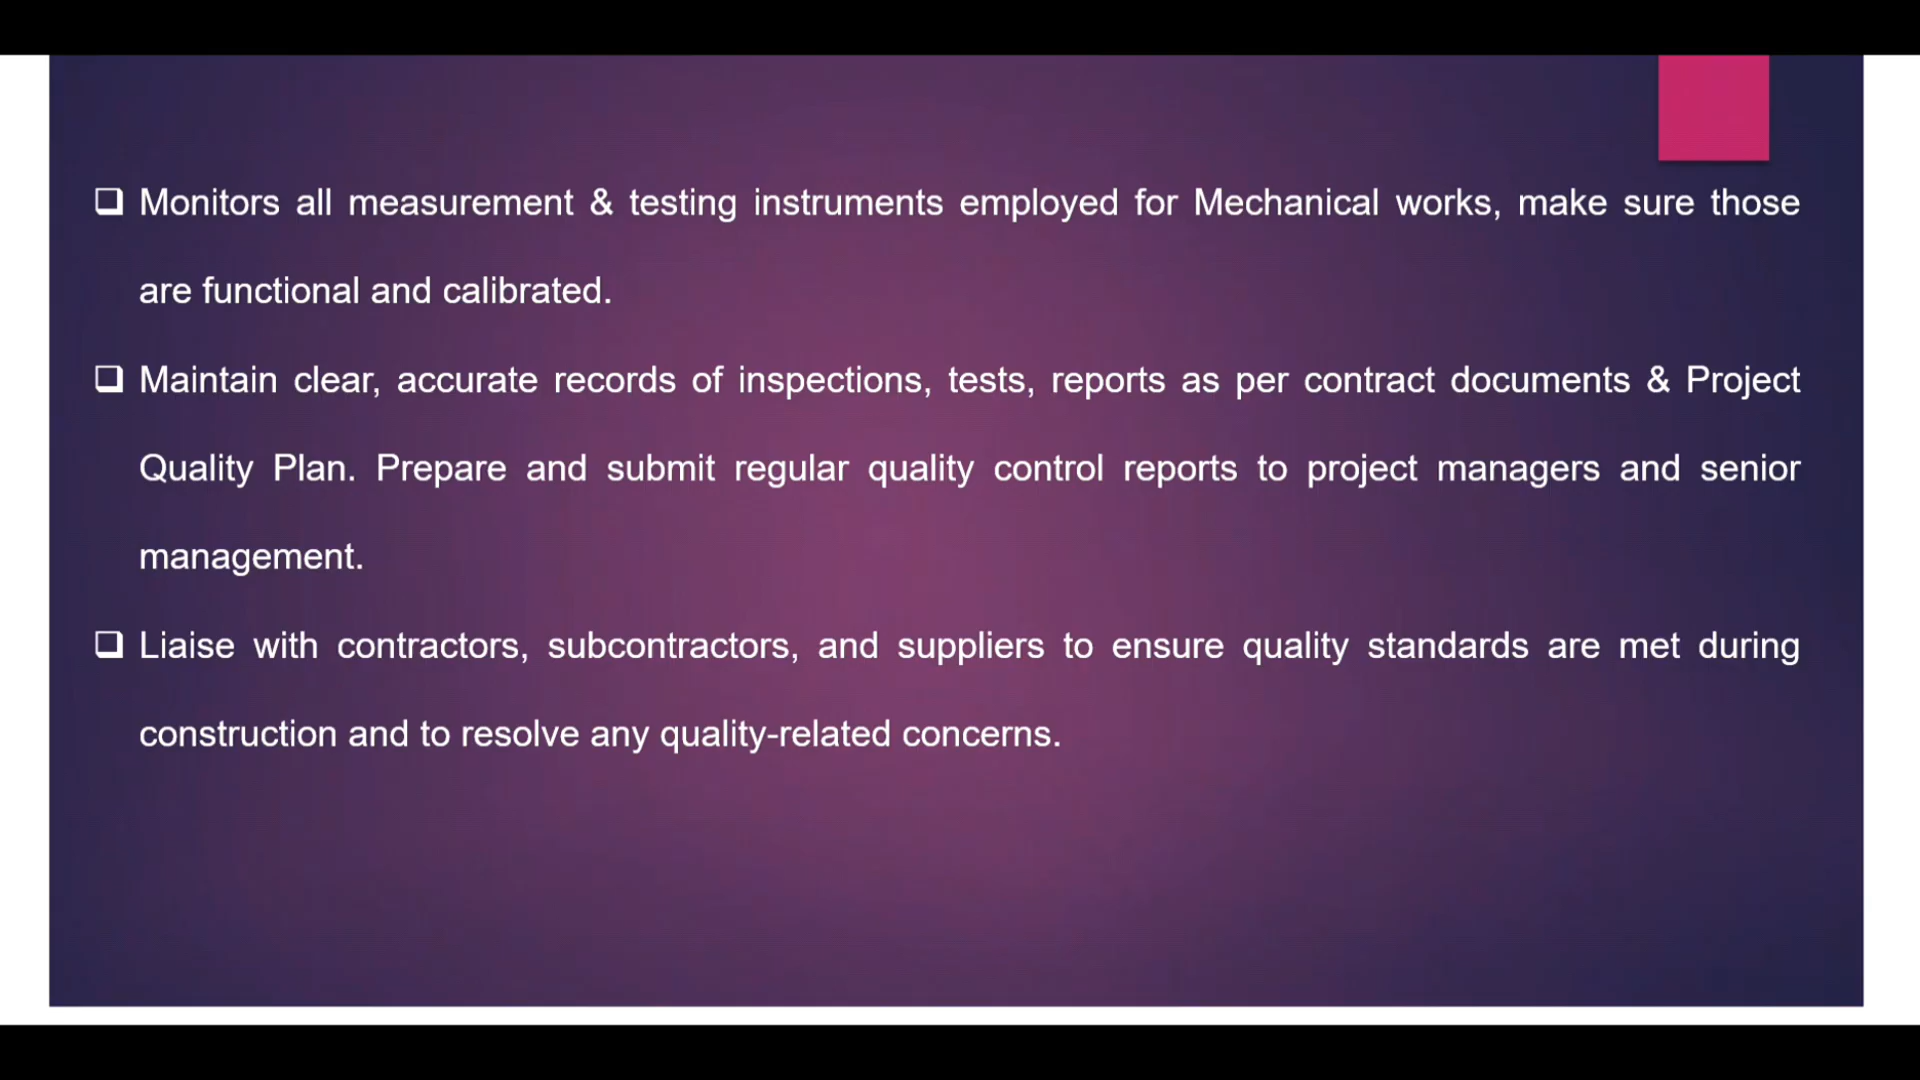 ❑ Monitors all measurement & testing instruments employed for Mechanical works, make sure those
are functional and calibrated.
❑ Maintain clear, accurate records of inspections, tests, reports as per contract documents & Project
Quality Plan. Prepare and submit regular quality control reports to project managers and senior
management.
❑ Liaise with contractors, subcontractors, and suppliers to ensure quality standards are met during
construction and to resolve any quality-related concerns.